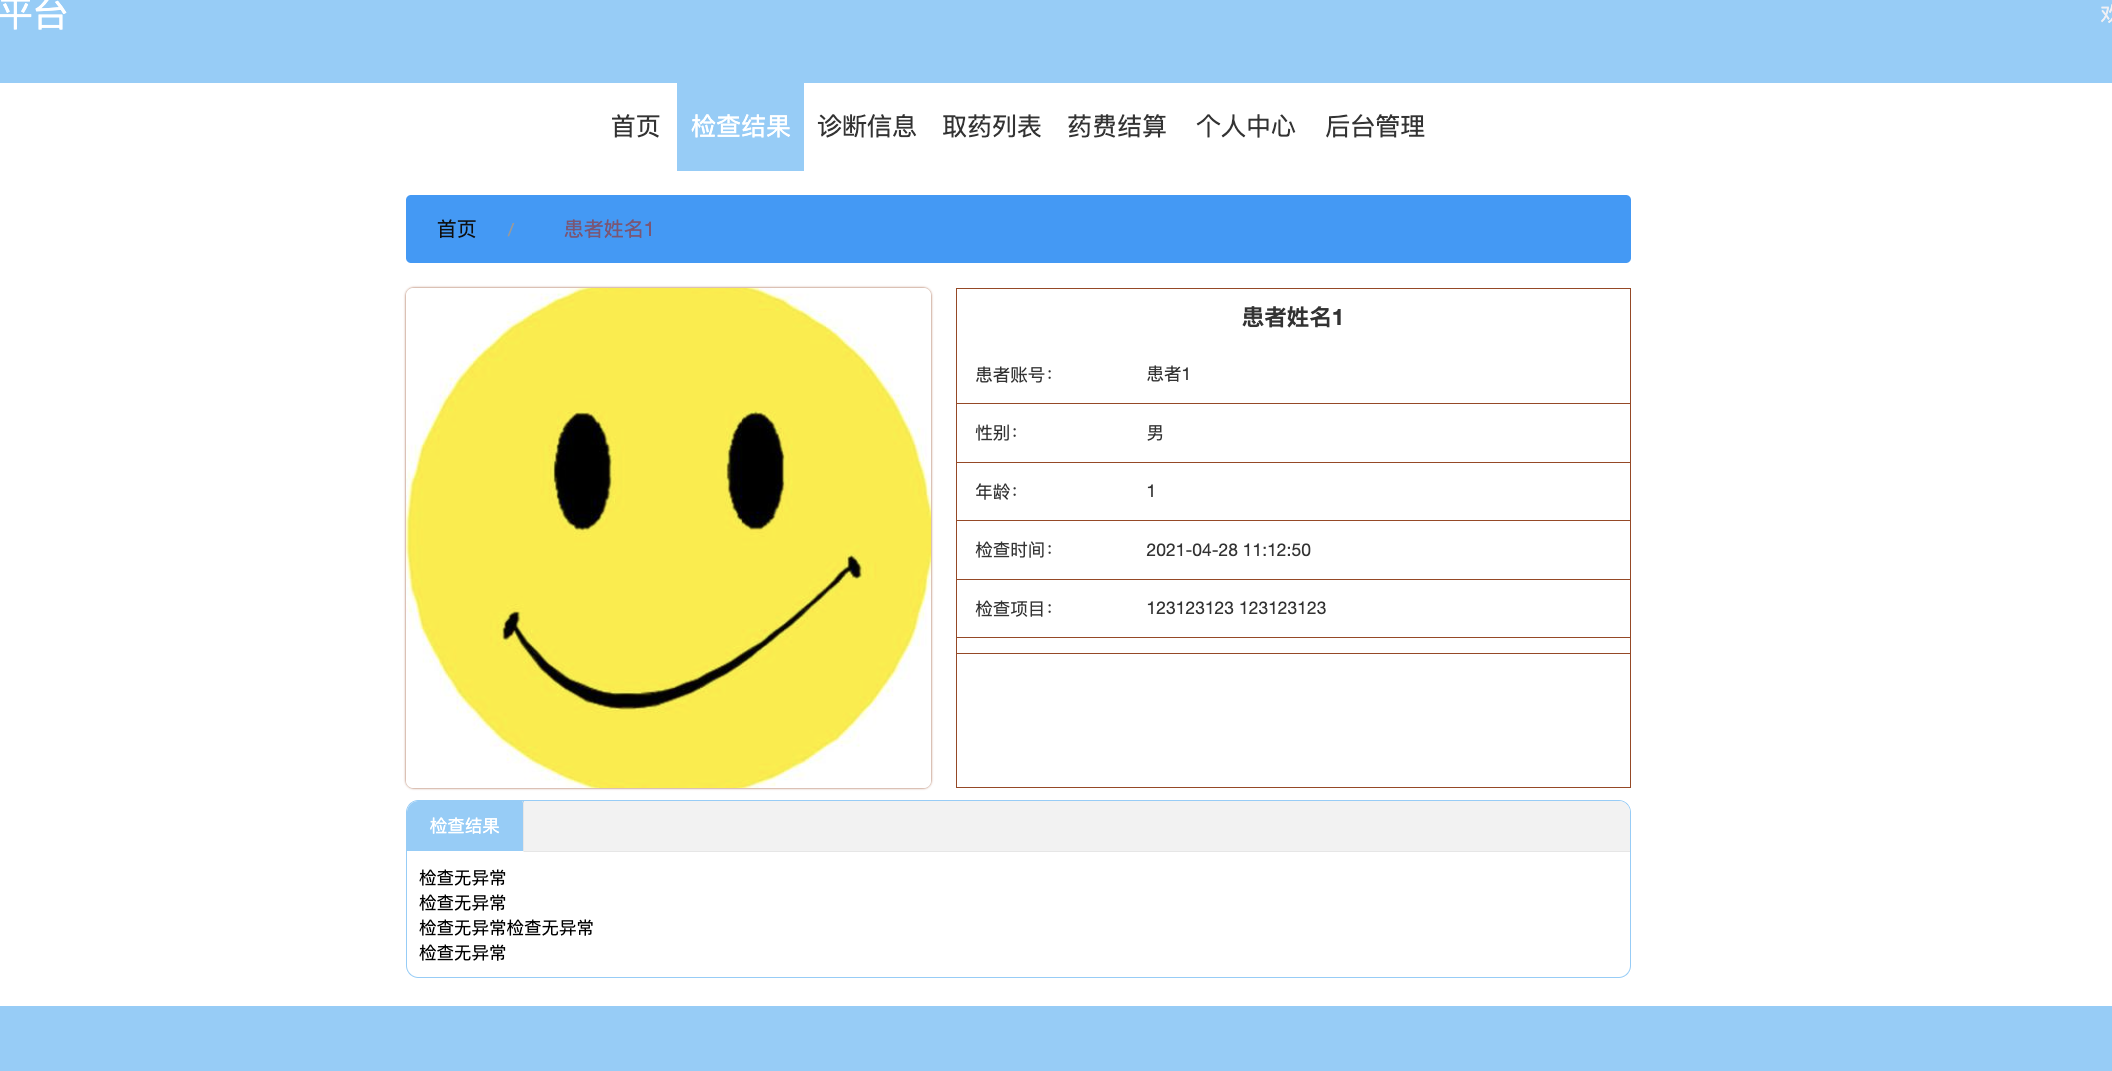 平台
首页 检查结果 诊断信息 取药列表 药费结算 个人中心 后台管理
首页 / 患者姓名1
患者姓名1
患者账号： 患者1
性别： 男
年龄： 1
检查时间： 2021-04-28 11:12:50
检查项目： 123123123 123123123
检查结果
检查无异常
检查无异常
检查无异常检查无异常
检查无异常